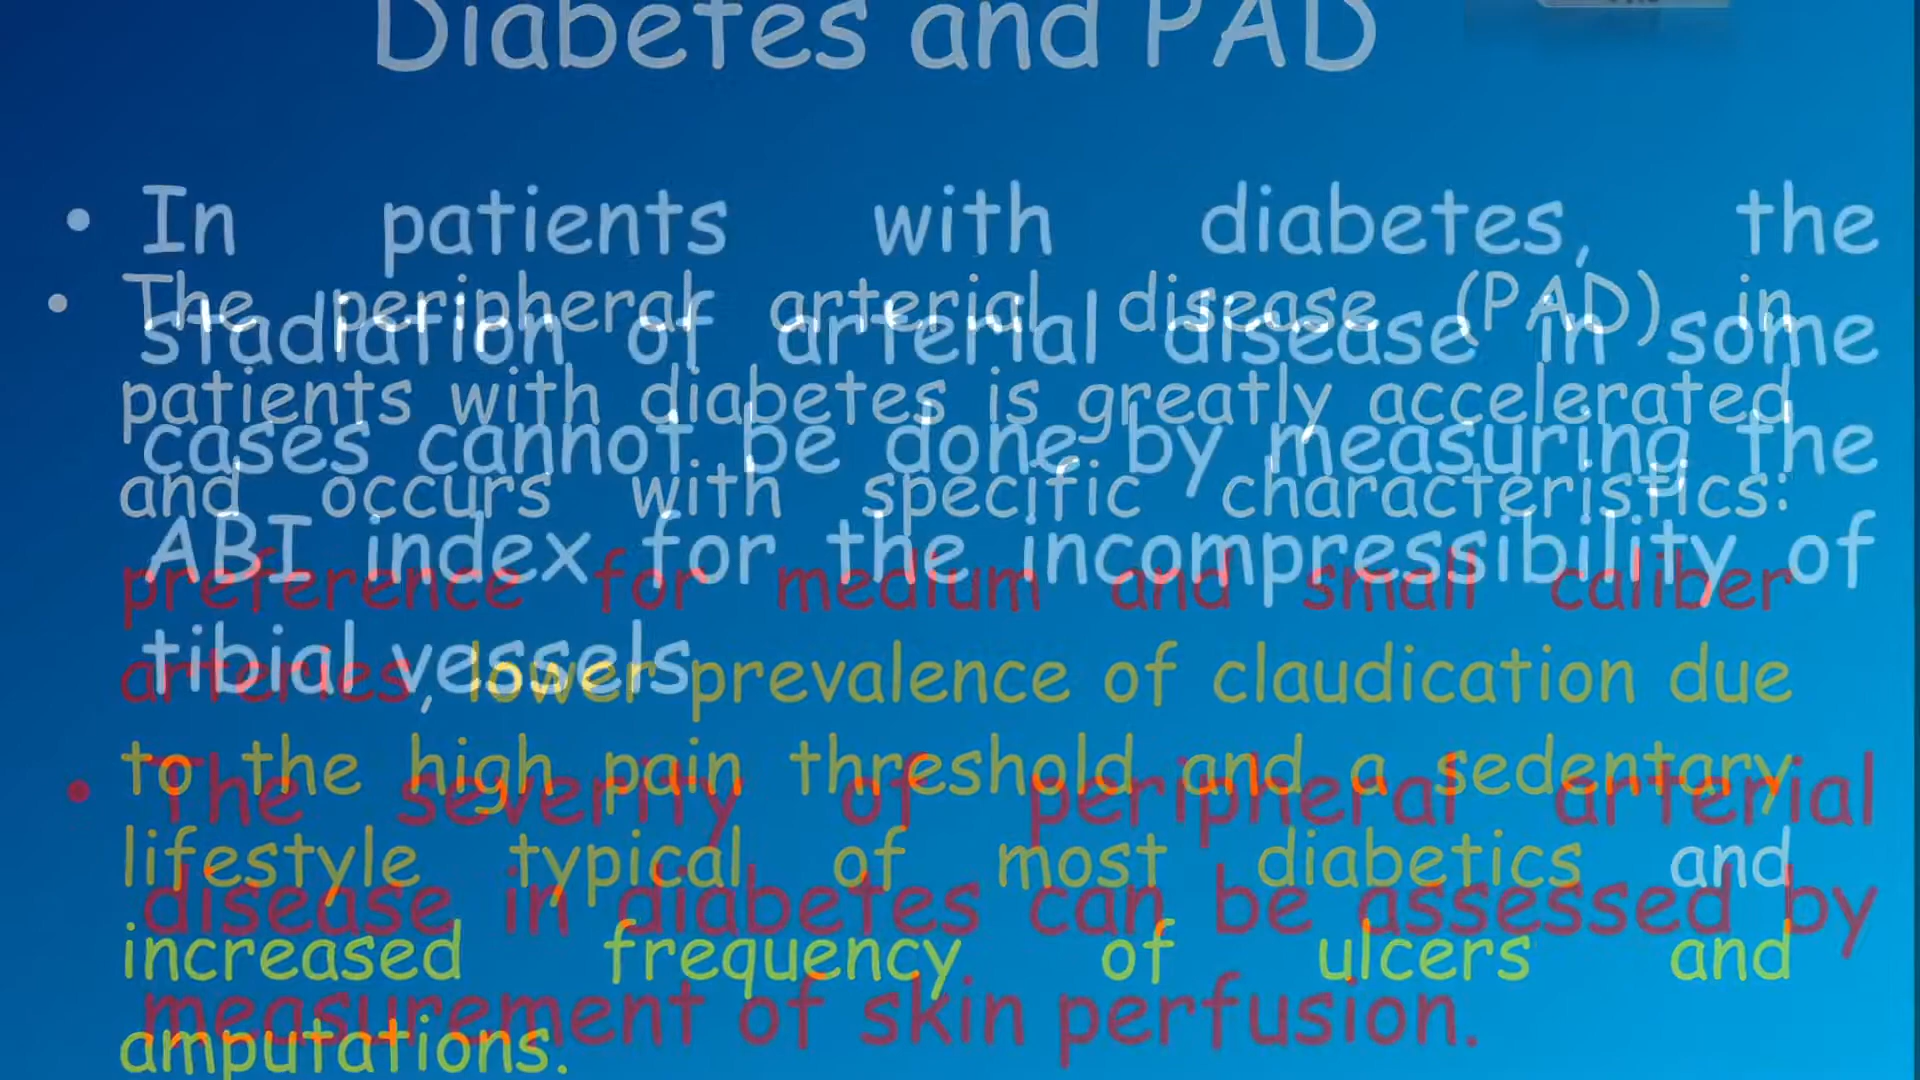 Diabetes and PAD
• In patients with diabetes, the
stadiation of arterial disease in some
cases cannot be done by measuring the
ABI index for the incompressibility of
tibial vessels
• The severity of peripheral arterial
disease in diabetes can be assessed by
measurement of skin perfusion.
• The peripheral arterial disease (PAD) in
patients with diabetes is greatly accelerated
and occurs with specific characteristics:
preference for medium and small caliber
arteries, lower prevalence of claudication due
to the high pain threshold and a sedentary
lifestyle typical of most diabetics and
increased frequency of ulcers and
amputations.